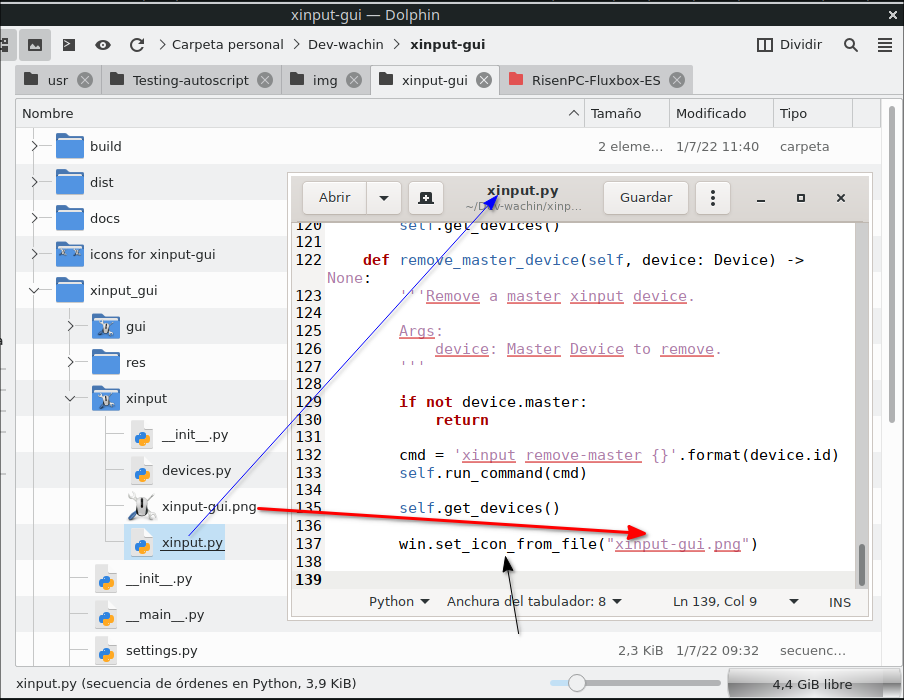 xinput-gui — Dolphin
Carpeta personal > Dev-wachin > xinput-gui
Dividir
usr
Testing-autoscript
img
xinput-gui
RisenPC-Fluxbox-ES
Nombre
Tamaño
Modificado
Tipo
build
2 eleme...
1/7/22 11:40
carpeta
dist
docs
icons for xinput-gui
xinput_gui
gui
res
xinput
__init__.py
devices.py
xinput-gui.png
xinput.py
__init__.py
__main__.py
settings.py
2,3 KiB
1/7/22 09:32
secuenc...
Abrir
xinput.py
~/Dev-wachin/xinp...
Guardar
120 self.get_devices()
121
122 def remove_master_device(self, device: Device) ->
None:
123 '''Remove a master xinput device.
124
125 Args:
126 device: Master Device to remove.
127 '''
128
129 if not device.master:
130 return
131
132 cmd = 'xinput remove-master {}'.format(device.id)
133 self.run_command(cmd)
134
135 self.get_devices()
136
137 win.set_icon_from_file("xinput-gui.png")
138
139
Python
Anchura del tabulador: 8
Ln 139, Col 9
INS
xinput.py (secuencia de órdenes en Python, 3,9 KiB)
4,4 GiB libre